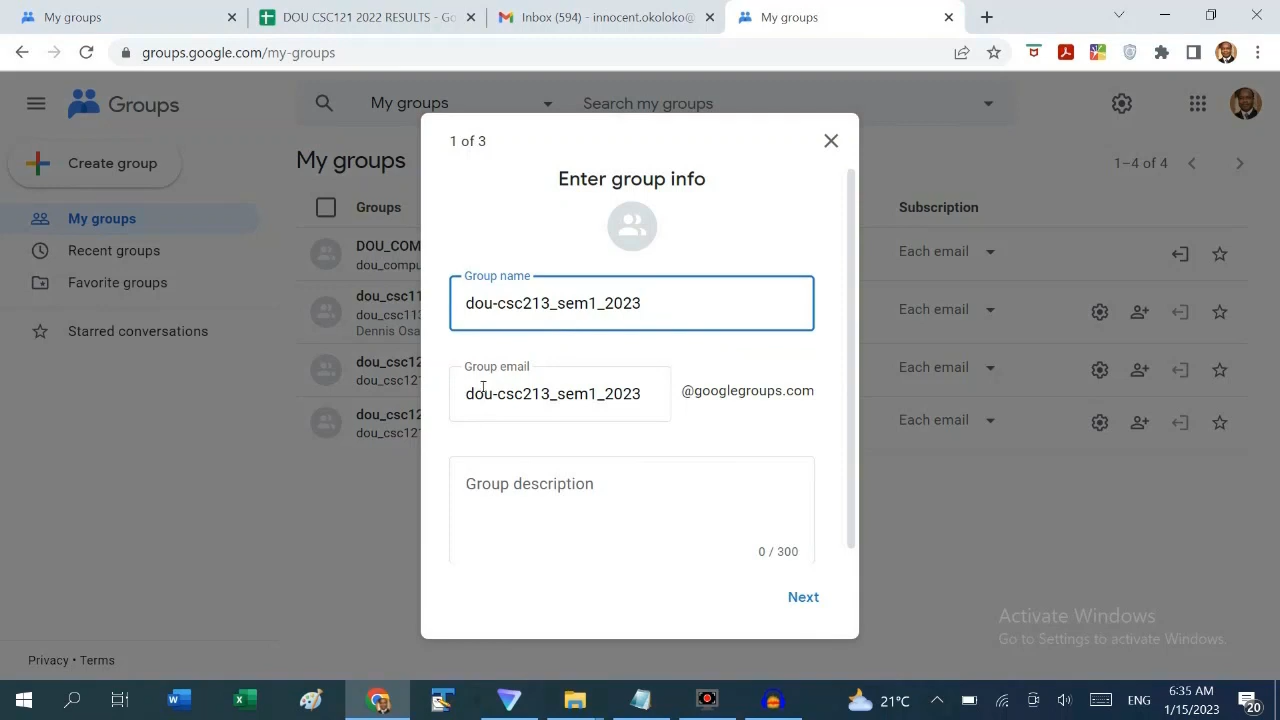 My groups
DOU CSC121 2022 RESULTS - Go
Inbox (594) - innocent.okoloko@
My groups
groups.google.com/my-groups
Groups
My groups
Search my groups
1 of 3
Create group
My groups
1–4 of 4
Enter group info
Groups
Subscription
My groups
DOU_COM
Each email
Recent groups
dou_compu
Group name
Favorite groups
dou_csc11
dou-csc213_sem1_2023
Each email
dou_csc113
Starred conversations
Dennis Osa
dou_csc12
Group email
Each email
dou_csc12
dou-csc213_sem1_2023
@googlegroups.com
dou_csc12
Each email
dou_csc12
Group description
0 / 300
Next
Activate Windows
Go to Settings to activate Windows.
Privacy • Terms
21°C
ENG
6:35 AM
1/15/2023
20